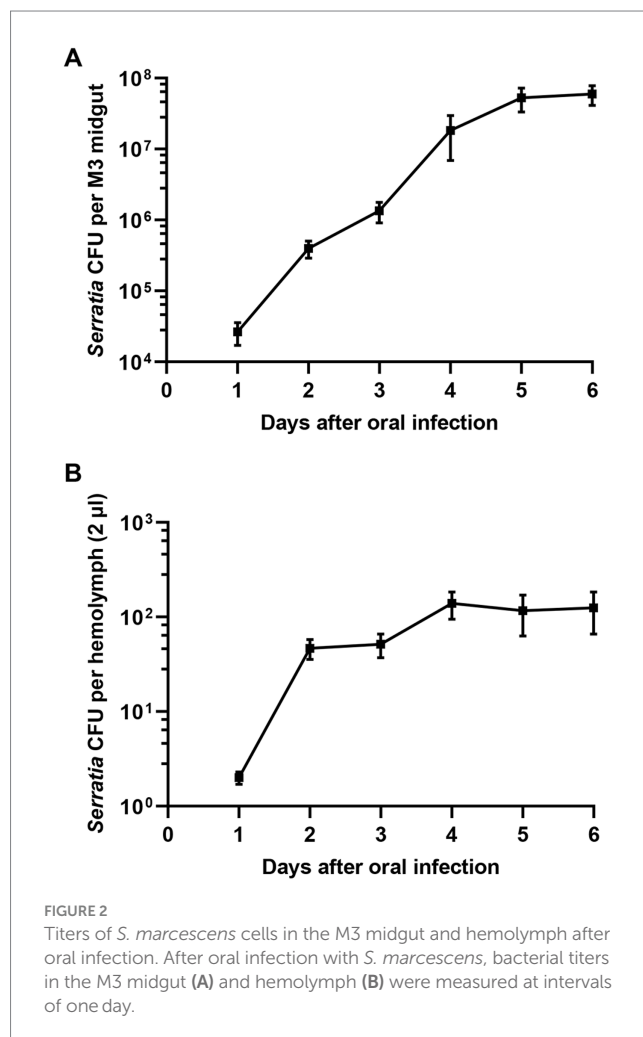 A
Serratia CFU per M3 midgut
10⁸
10⁷
10⁶
10⁵
10⁴
0 1 2 3 4 5 6
Days after oral infection
B
Serratia CFU per hemolymph (2 µl)
10³
10²
10¹
10⁰
0 1 2 3 4 5 6
Days after oral infection
FIGURE 2
Titers of S. marcescens cells in the M3 midgut and hemolymph after
oral infection. After oral infection with S. marcescens, bacterial titers
in the M3 midgut (A) and hemolymph (B) were measured at intervals
of one day.